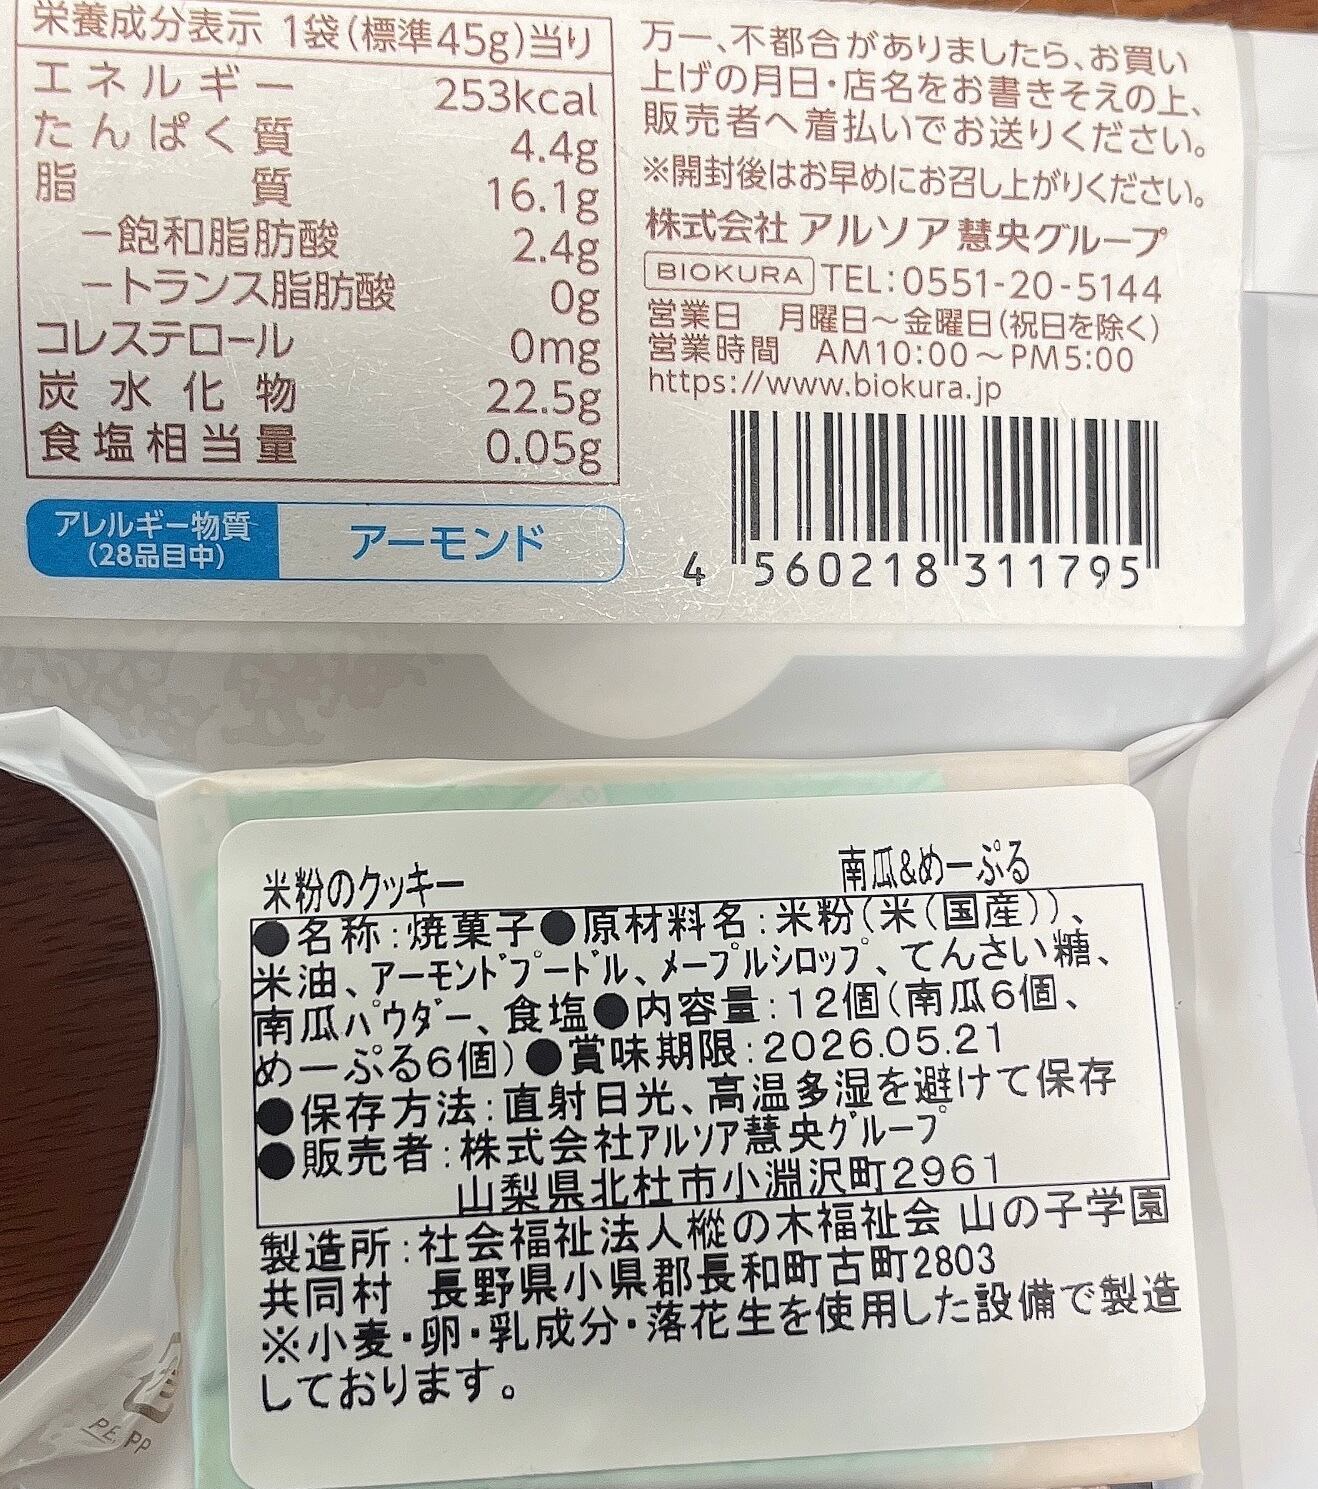 栄養成分表示 1袋(標準45g)当り
エネルギー 253kcal
たんぱく質 4.4g
脂質 16.1g
－飽和脂肪酸 2.4g
－トランス脂肪酸 0g
コレステロール 0mg
炭水化物 22.5g
食塩相当量 0.05g
アレルギー物質
(28品目中)
アーモンド
万一、不都合がありましたら、お買い
上げの月日・店名をお書きそえの上、
販売者へ着払いでお送りください。
※開封後はお早めにお召し上がりください。
株式会社 アルソア慧央グループ
BIOKURA TEL:0551-20-5144
営業日 月曜日～金曜日(祝日を除く)
営業時間 AM10:00～PM5:00
https://www.biokura.jp
4 560218 311795
米粉のクッキー 南瓜&めーぷる
●名称:焼菓子●原材料名:米粉(米(国産))、
米油、アーモンドプードル、メープルシロップ、てんさい糖、
南瓜パウダー、食塩●内容量:12個(南瓜6個、
めーぷる6個)●賞味期限:2026.05.21
●保存方法:直射日光、高温多湿を避けて保存
●販売者:株式会社アルソア慧央グループ
山梨県北杜市小淵沢町2961
製造所:社会福祉法人樅の木福祉会 山の子学園
共同村 長野県小県郡長和町古町2803
※小麦・卵・乳成分・落花生を使用した設備で製造
しております。
PE, PP